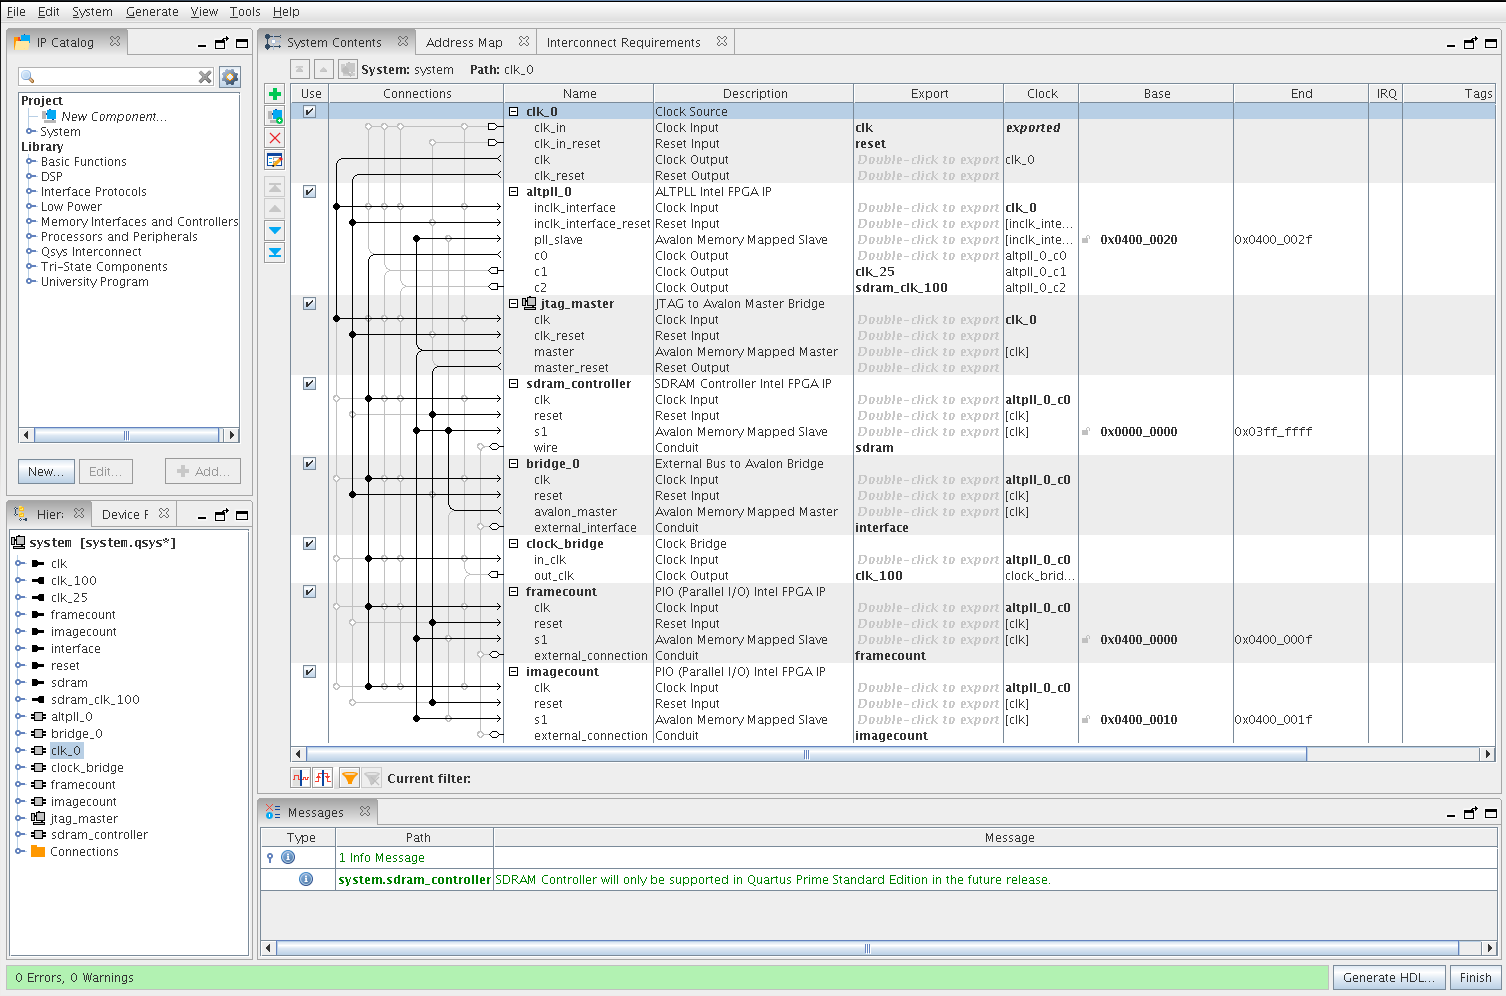 File Edit System Generate View Tools Help
IP Catalog
Project
New Component...
System
Library
Basic Functions
DSP
Interface Protocols
Low Power
Memory Interfaces and Controllers
Processors and Peripherals
Qsys Interconnect
Tri-State Components
University Program
New... Edit... Add...
Hier: Device F
system [system.qsys*]
clk
clk_100
clk_25
framecount
imagecount
interface
reset
sdram
sdram_clk_100
altpll_0
bridge_0
clk_0
clock_bridge
framecount
imagecount
jtag_master
sdram_controller
Connections
System Contents Address Map Interconnect Requirements
System: system Path: clk_0
Use Connections Name Description Export Clock Base End IRQ Tags
clk_0 Clock Source
clk_in Clock Input clk exported
clk_in_reset Reset Input reset
clk Clock Output Double-click to export clk_0
clk_reset Reset Output Double-click to export
altpll_0 ALTPLL Intel FPGA IP
inclk_interface Clock Input Double-click to export clk_0
inclk_interface_reset Reset Input Double-click to export [inclk_inte...
pll_slave Avalon Memory Mapped Slave Double-click to export [inclk_inte... 0x0400_0020 0x0400_002f
c0 Clock Output Double-click to export altpll_0_c0
c1 Clock Output clk_25 altpll_0_c1
c2 Clock Output sdram_clk_100 altpll_0_c2
jtag_master JTAG to Avalon Master Bridge
clk Clock Input Double-click to export clk_0
clk_reset Reset Input Double-click to export
master Avalon Memory Mapped Master Double-click to export [clk]
master_reset Reset Output Double-click to export
sdram_controller SDRAM Controller Intel FPGA IP
clk Clock Input Double-click to export altpll_0_c0
reset Reset Input Double-click to export [clk]
s1 Avalon Memory Mapped Slave Double-click to export [clk] 0x0000_0000 0x03ff_ffff
wire Conduit sdram
bridge_0 External Bus to Avalon Bridge
clk Clock Input Double-click to export altpll_0_c0
reset Reset Input Double-click to export [clk]
avalon_master Avalon Memory Mapped Master Double-click to export [clk]
external_interface Conduit interface
clock_bridge Clock Bridge
in_clk Clock Input Double-click to export altpll_0_c0
out_clk Clock Output clk_100 clock_brid...
framecount PIO (Parallel I/O) Intel FPGA IP
clk Clock Input Double-click to export altpll_0_c0
reset Reset Input Double-click to export [clk]
s1 Avalon Memory Mapped Slave Double-click to export [clk] 0x0400_0000 0x0400_000f
external_connection Conduit framecount
imagecount PIO (Parallel I/O) Intel FPGA IP
clk Clock Input Double-click to export altpll_0_c0
reset Reset Input Double-click to export [clk]
s1 Avalon Memory Mapped Slave Double-click to export [clk] 0x0400_0010 0x0400_001f
external_connection Conduit imagecount
Current filter:
Messages
Type Path Message
1 Info Message
system.sdram_controller SDRAM Controller will only be supported in Quartus Prime Standard Edition in the future release.
0 Errors, 0 Warnings
Generate HDL... Finish